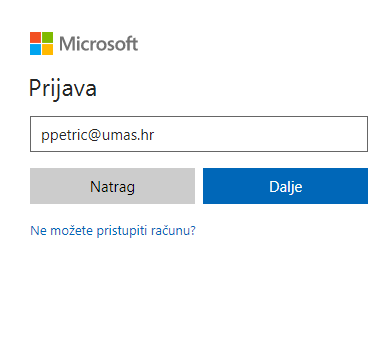 Microsoft
Prijava
ppetric@umas.hr
Natrag Dalje
Ne možete pristupiti računu?